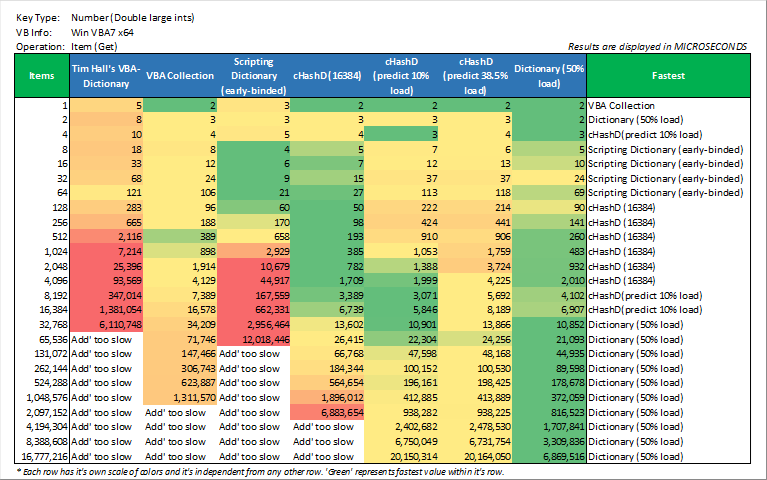 Key Type: Number (Double large ints)
VB Info: Win VBA7 x64
Operation: Item (Get) Results are displayed in MICROSECONDS
Items Tim Hall's VBA-Dictionary VBA Collection Scripting Dictionary (early-binded) cHashD (16384) cHashD (predict 10% load) cHashD (predict 38.5% load) Dictionary (50% load) Fastest
1 5 2 3 2 2 2 2 VBA Collection
2 8 3 3 3 3 3 2 Dictionary (50% load)
4 10 4 5 4 3 4 3 cHashD(predict 10% load)
8 18 8 4 5 7 6 5 Scripting Dictionary (early-binded)
16 33 12 6 7 12 13 10 Scripting Dictionary (early-binded)
32 68 24 9 15 37 37 24 Scripting Dictionary (early-binded)
64 121 106 21 27 113 118 69 Scripting Dictionary (early-binded)
128 283 96 60 50 222 214 90 cHashD (16384)
256 665 188 170 98 424 441 141 cHashD (16384)
512 2,116 389 658 193 910 906 260 cHashD (16384)
1,024 7,214 898 2,929 385 1,053 1,759 483 cHashD (16384)
2,048 25,396 1,914 10,679 782 1,388 3,724 932 cHashD (16384)
4,096 93,569 4,129 44,917 1,709 1,999 4,225 2,010 cHashD (16384)
8,192 347,014 7,389 167,559 3,389 3,071 5,692 4,102 cHashD(predict 10% load)
16,384 1,381,054 16,578 662,331 6,739 5,846 8,189 6,907 cHashD(predict 10% load)
32,768 6,110,748 34,209 2,956,464 13,602 10,901 13,866 10,852 Dictionary (50% load)
65,536 Add' too slow 71,746 12,018,446 26,415 22,304 24,256 21,093 Dictionary (50% load)
131,072 Add' too slow 147,466 Add' too slow 66,768 47,598 48,168 44,935 Dictionary (50% load)
262,144 Add' too slow 306,743 Add' too slow 184,344 100,152 100,530 89,598 Dictionary (50% load)
524,288 Add' too slow 623,887 Add' too slow 564,654 196,161 198,425 178,678 Dictionary (50% load)
1,048,576 Add' too slow 1,311,570 Add' too slow 1,896,012 412,885 413,889 372,059 Dictionary (50% load)
2,097,152 Add' too slow Add' too slow Add' too slow 6,883,654 938,282 938,225 816,523 Dictionary (50% load)
4,194,304 Add' too slow Add' too slow Add' too slow Add' too slow 2,402,682 2,478,530 1,707,841 Dictionary (50% load)
8,388,608 Add' too slow Add' too slow Add' too slow Add' too slow 6,750,049 6,731,754 3,309,836 Dictionary (50% load)
16,777,216 Add' too slow Add' too slow Add' too slow Add' too slow 20,150,314 20,164,050 6,869,516 Dictionary (50% load)
* Each row has it's own scale of colors and it's independent from any other row. 'Green' represents fastest value within it's row.